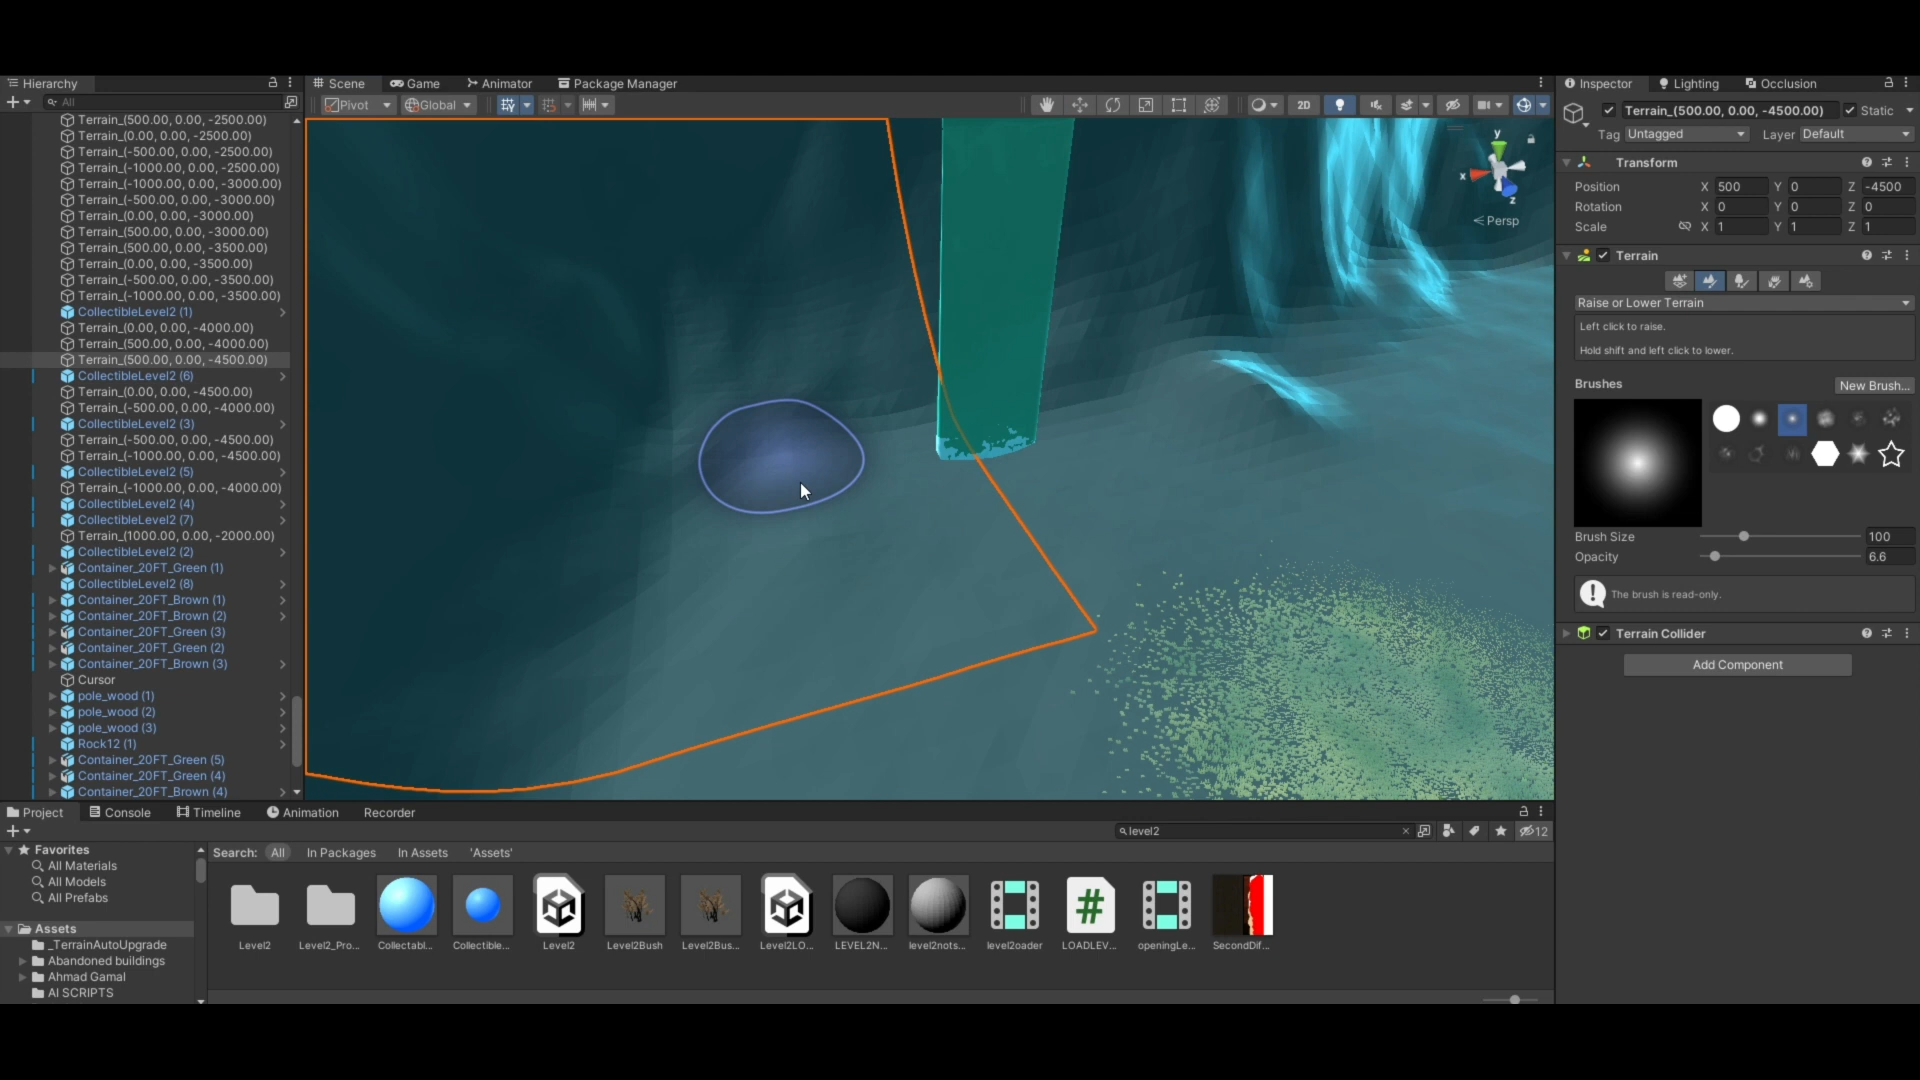 Hierarchy
All
Terrain_(500.00, 0.00, -2500.00)
Terrain_(0.00, 0.00, -2500.00)
Terrain_(-500.00, 0.00, -2500.00)
Terrain_(-1000.00, 0.00, -2500.00)
Terrain_(-1000.00, 0.00, -3000.00)
Terrain_(-500.00, 0.00, -3000.00)
Terrain_(0.00, 0.00, -3000.00)
Terrain_(500.00, 0.00, -3000.00)
Terrain_(500.00, 0.00, -3500.00)
Terrain_(0.00, 0.00, -3500.00)
Terrain_(-500.00, 0.00, -3500.00)
Terrain_(-1000.00, 0.00, -3500.00)
CollectibleLevel2 (1)
Terrain_(0.00, 0.00, -4000.00)
Terrain_(500.00, 0.00, -4000.00)
Terrain_(500.00, 0.00, -4500.00)
CollectibleLevel2 (6)
Terrain_(0.00, 0.00, -4500.00)
Terrain_(-500.00, 0.00, -4000.00)
CollectibleLevel2 (3)
Terrain_(-500.00, 0.00, -4500.00)
Terrain_(-1000.00, 0.00, -4500.00)
CollectibleLevel2 (5)
Terrain_(-1000.00, 0.00, -4000.00)
CollectibleLevel2 (4)
CollectibleLevel2 (7)
Terrain_(1000.00, 0.00, -2000.00)
CollectibleLevel2 (2)
Container_20FT_Green (1)
CollectibleLevel2 (8)
Container_20FT_Brown (1)
Container_20FT_Brown (2)
Container_20FT_Green (3)
Container_20FT_Green (2)
Container_20FT_Brown (3)
Cursor
pole_wood (1)
pole_wood (2)
pole_wood (3)
Rock12 (1)
Container_20FT_Green (5)
Container_20FT_Green (4)
Container_20FT_Brown (4)
Scene Game Animator Package Manager
Pivot Global 2D
y
x
z
Persp
Inspector Lighting Occlusion
Terrain_(500.00, 0.00, -4500.00) Static
Tag Untagged Layer Default
Transform
Position X 500 Y 0 Z -4500
Rotation X 0 Y 0 Z 0
Scale X 1 Y 1 Z 1
Terrain
Raise or Lower Terrain
Left click to raise.
Hold shift and left click to lower.
Brushes New Brush...
Brush Size 100
Opacity 6.6
The brush is read-only.
Terrain Collider
Add Component
Project Console Timeline Animation Recorder
level2 12
Favorites
All Materials
All Models
All Prefabs
Assets
_TerrainAutoUpgrade
Abandoned buildings
Ahmad Gamal
AI SCRIPTS
Search: All In Packages In Assets 'Assets'
Level2 Level2_Pro... Collectabl... Collectible... Level2 Level2Bush Level2Bus... Level2LO... LEVEL2N... level2nots... level2oader LOADLEV... openingLe... SecondDif...